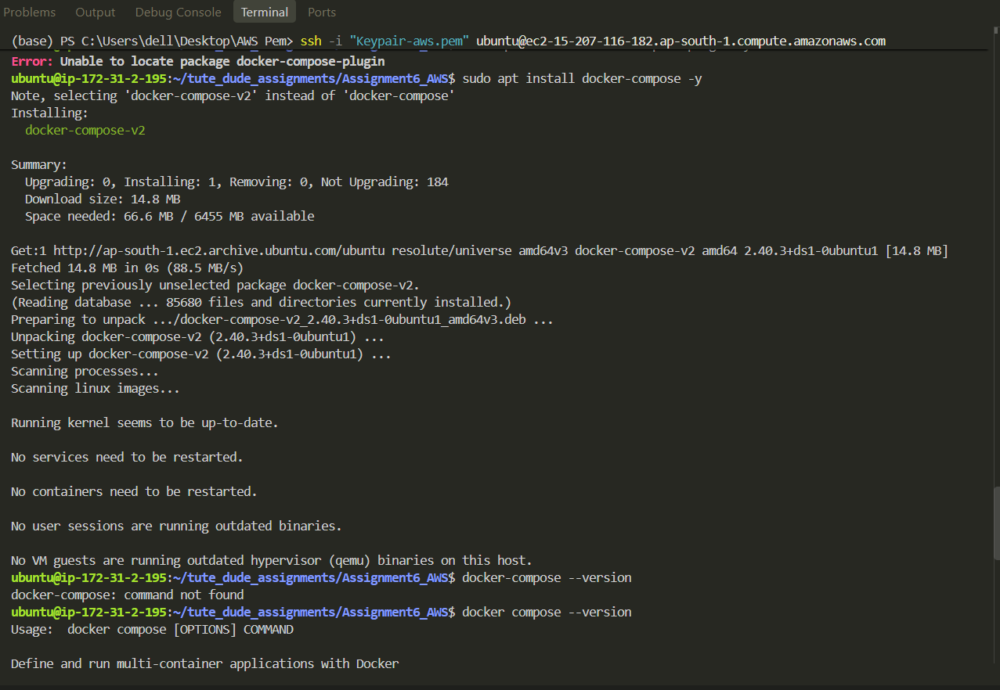 Problems Output Debug Console Terminal Ports
(base) PS C:\Users\dell\Desktop\AWS Pem> ssh -i "Keypair-aws.pem" ubuntu@ec2-15-207-116-182.ap-south-1.compute.amazonaws.com
Error: Unable to locate package docker-compose-plugin
ubuntu@ip-172-31-2-195:~/tute_dude_assignments/Assignment6_AWS$ sudo apt install docker-compose -y
Note, selecting 'docker-compose-v2' instead of 'docker-compose'
Installing:
  docker-compose-v2

Summary:
  Upgrading: 0, Installing: 1, Removing: 0, Not Upgrading: 184
  Download size: 14.8 MB
  Space needed: 66.6 MB / 6455 MB available

Get:1 http://ap-south-1.ec2.archive.ubuntu.com/ubuntu resolute/universe amd64v3 docker-compose-v2 amd64 2.40.3+ds1-0ubuntu1 [14.8 MB]
Fetched 14.8 MB in 0s (88.5 MB/s)
Selecting previously unselected package docker-compose-v2.
(Reading database ... 85680 files and directories currently installed.)
Preparing to unpack .../docker-compose-v2_2.40.3+ds1-0ubuntu1_amd64v3.deb ...
Unpacking docker-compose-v2 (2.40.3+ds1-0ubuntu1) ...
Setting up docker-compose-v2 (2.40.3+ds1-0ubuntu1) ...
Scanning processes...
Scanning linux images...

Running kernel seems to be up-to-date.

No services need to be restarted.

No containers need to be restarted.

No user sessions are running outdated binaries.

No VM guests are running outdated hypervisor (qemu) binaries on this host.
ubuntu@ip-172-31-2-195:~/tute_dude_assignments/Assignment6_AWS$ docker-compose --version
docker-compose: command not found
ubuntu@ip-172-31-2-195:~/tute_dude_assignments/Assignment6_AWS$ docker compose --version
Usage:  docker compose [OPTIONS] COMMAND

Define and run multi-container applications with Docker